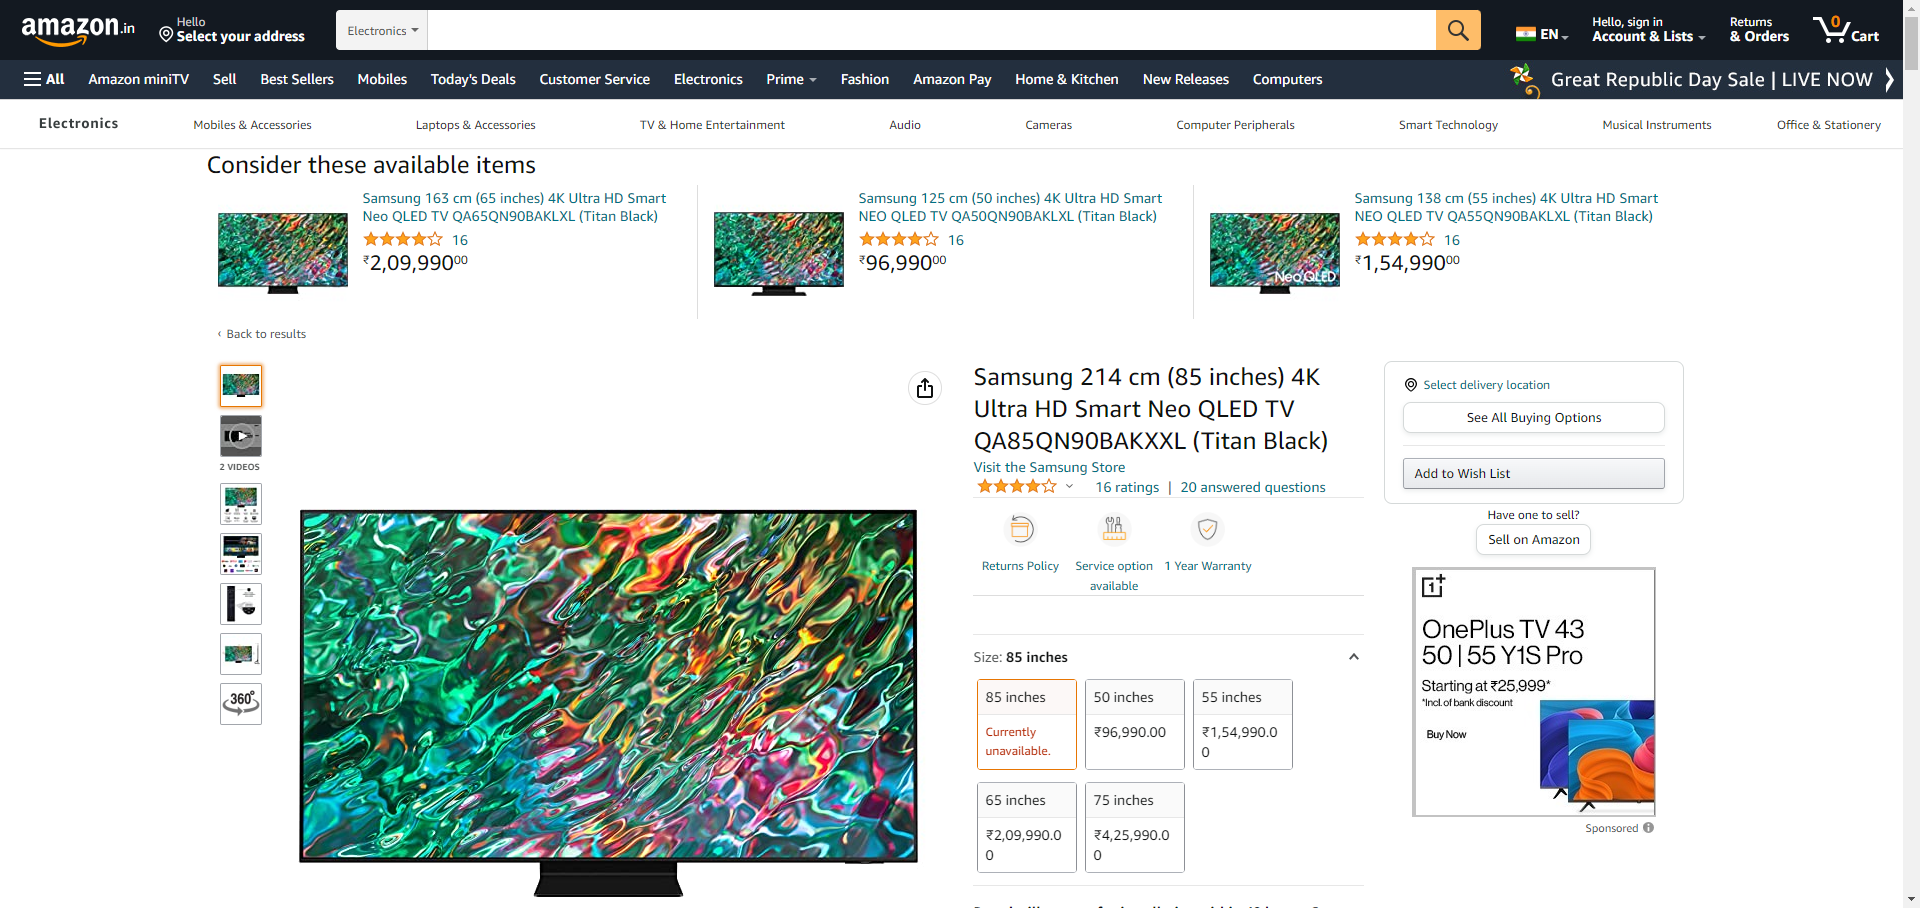 amazon.in
Hello
Select your address
Electronics
EN
Hello, sign in
Account & Lists
Returns
& Orders
0
Cart
All
Amazon miniTV
Sell
Best Sellers
Mobiles
Today's Deals
Customer Service
Electronics
Prime
Fashion
Amazon Pay
Home & Kitchen
New Releases
Computers
Great Republic Day Sale | LIVE NOW
Electronics
Mobiles & Accessories
Laptops & Accessories
TV & Home Entertainment
Audio
Cameras
Computer Peripherals
Smart Technology
Musical Instruments
Office & Stationery
Consider these available items
Samsung 163 cm (65 inches) 4K Ultra HD Smart
Neo QLED TV QA65QN90BAKLXL (Titan Black)
16
₹2,09,99000
Samsung 125 cm (50 inches) 4K Ultra HD Smart
NEO QLED TV QA50QN90BAKLXL (Titan Black)
16
₹96,99000
Neo QLED
Samsung 138 cm (55 inches) 4K Ultra HD Smart
NEO QLED TV QA55QN90BAKLXL (Titan Black)
16
₹1,54,99000
‹ Back to results
2 VIDEOS
360°
Samsung 214 cm (85 inches) 4K
Ultra HD Smart Neo QLED TV
QA85QN90BAKXXL (Titan Black)
Visit the Samsung Store
16 ratings | 20 answered questions
Returns Policy
Service option
available
1 Year Warranty
Size: 85 inches
85 inches
Currently
unavailable.
50 inches
₹96,990.00
55 inches
₹1,54,990.0
0
65 inches
₹2,09,990.0
0
75 inches
₹4,25,990.0
0
Select delivery location
See All Buying Options
Add to Wish List
Have one to sell?
Sell on Amazon
1+
OnePlus TV 43
50 | 55 Y1S Pro
Starting at ₹25,999*
*Incl. of bank discount
Buy Now
Sponsored